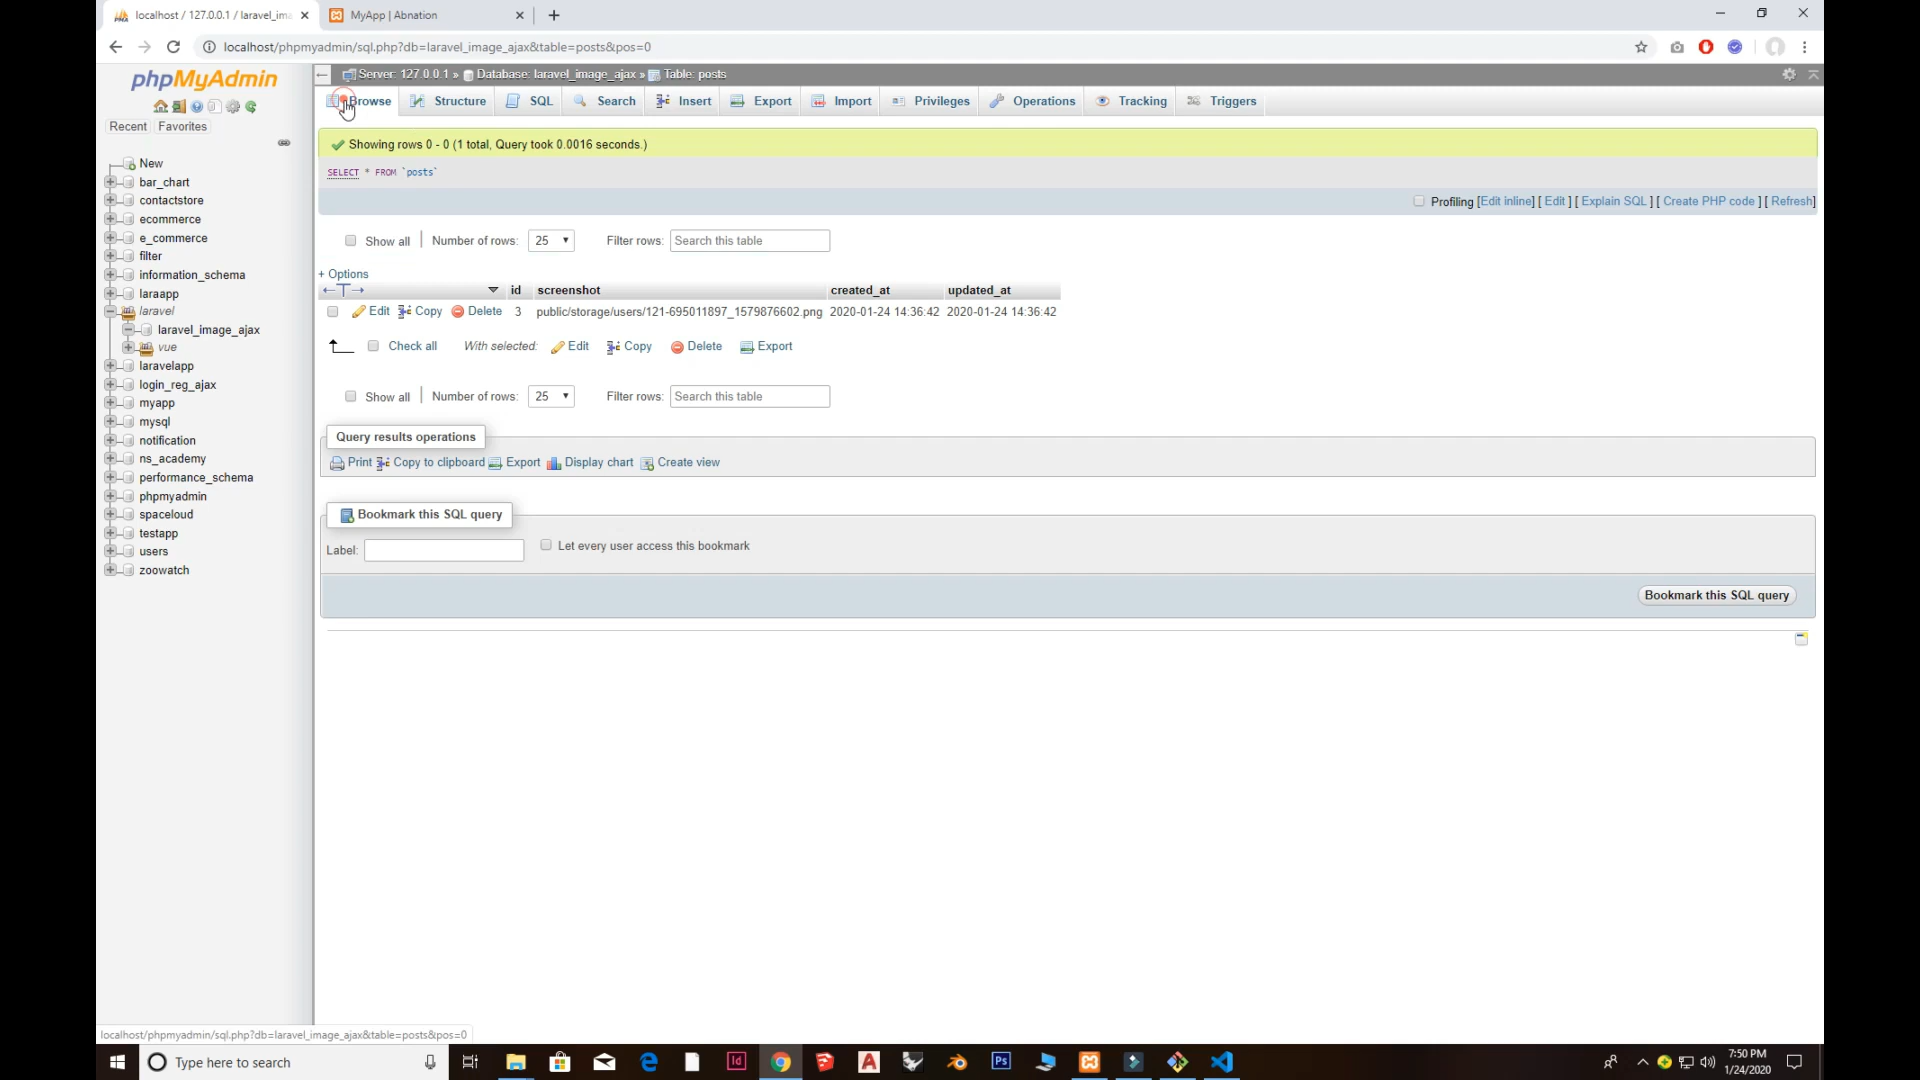 localhost / 127.0.0.1 / laravel_ima
MyApp | Abnation
localhost/phpmyadmin/sql.php?db=laravel_image_ajax&table=posts&pos=0
phpMyAdmin
Recent Favorites
New
bar_chart
contactstore
ecommerce
e_commerce
filter
information_schema
laraapp
laravel
laravel_image_ajax
vue
laravelapp
login_reg_ajax
myapp
mysql
notification
ns_academy
performance_schema
phpmyadmin
spaceloud
testapp
users
zoowatch
Server: 127.0.0.1 » Database: laravel_image_ajax » Table: posts
Browse Structure SQL Search Insert Export Import Privileges Operations Tracking Triggers
Showing rows 0 - 0 (1 total, Query took 0.0016 seconds.)
SELECT * FROM `posts`
Profiling [Edit inline] [ Edit ] [ Explain SQL ] [ Create PHP code ] [ Refresh]
Show all Number of rows: 25 Filter rows: Search this table
+ Options
←T→ id screenshot created_at updated_at
Edit Copy Delete 3 public/storage/users/121-695011897_1579876602.png 2020-01-24 14:36:42 2020-01-24 14:36:42
Check all With selected: Edit Copy Delete Export
Show all Number of rows: 25 Filter rows: Search this table
Query results operations
Print Copy to clipboard Export Display chart Create view
Bookmark this SQL query
Label: Let every user access this bookmark
Bookmark this SQL query
localhost/phpmyadmin/sql.php?db=laravel_image_ajax&table=posts&pos=0
Type here to search
Id
Ps
7:50 PM
1/24/2020